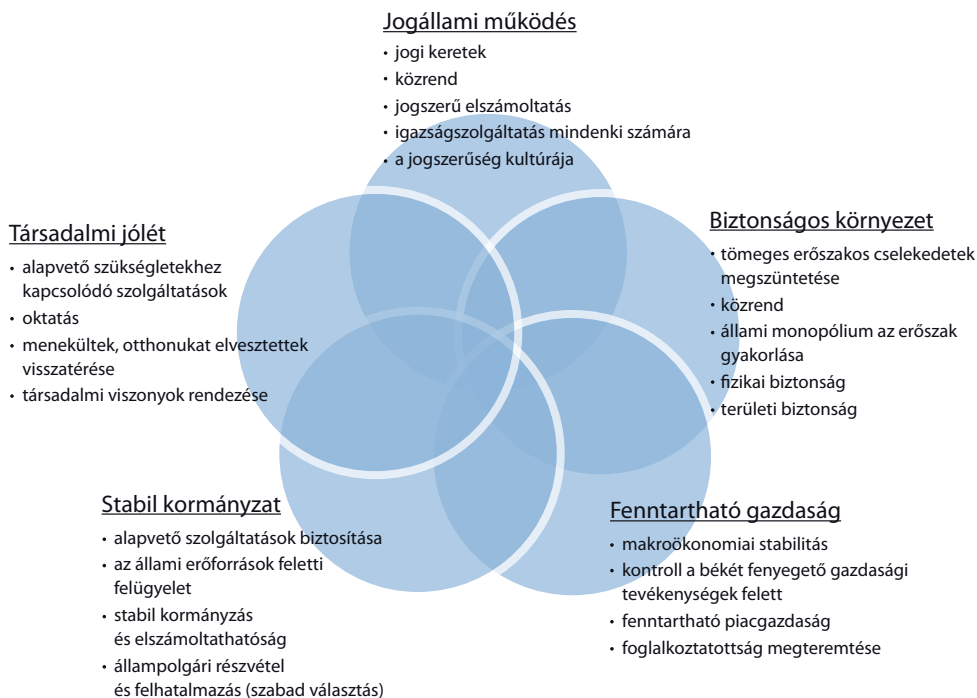 Jogállami működés
• jogi keretek
• közrend
• jogszerű elszámoltatás
• igazságszolgáltatás mindenki számára
• a jogszerűség kultúrája
Társadalmi jólét
• alapvető szükségletekhez
kapcsolódó szolgáltatások
• oktatás
• menekültek, otthonukat elvesztettek
visszatérése
• társadalmi viszonyok rendezése
Biztonságos környezet
• tömeges erőszakos cselekedetek
megszüntetése
• közrend
• állami monopólium az erőszak
gyakorlása
• fizikai biztonság
• területi biztonság
Stabil kormányzat
• alapvető szolgáltatások biztosítása
• az állami erőforrások feletti
felügyelet
• stabil kormányzás
és elszámoltathatóság
• állampolgári részvétel
és felhatalmazás (szabad választás)
Fenntartható gazdaság
• makroökonomiai stabilitás
• kontroll a békét fenyegető gazdasági
tevékenységek felett
• fenntartható piacgazdaság
• foglalkoztatottság megteremtése